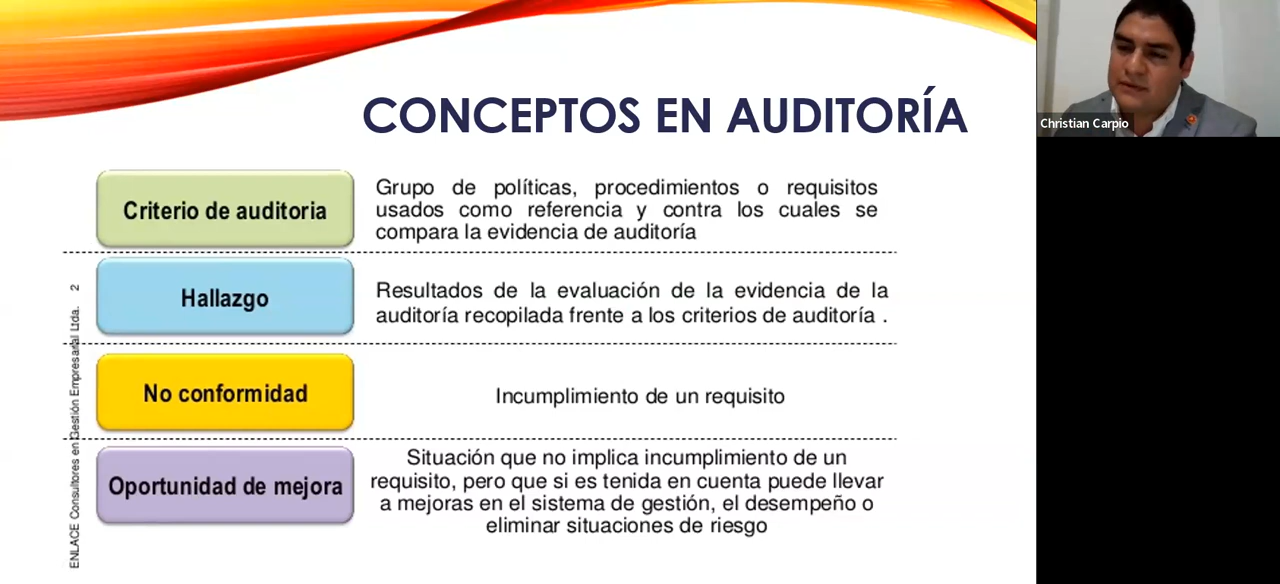 CONCEPTOS EN AUDITORÍA
Criterio de auditoria
Grupo de políticas, procedimientos o requisitos
usados como referencia y contra los cuales se
compara la evidencia de auditoría
Hallazgo
Resultados de la evaluación de la evidencia de la
auditoría recopilada frente a los criterios de auditoría .
No conformidad
Incumplimiento de un requisito
Oportunidad de mejora
Situación que no implica incumplimiento de un
requisito, pero que si es tenida en cuenta puede llevar
a mejoras en el sistema de gestión, el desempeño o
eliminar situaciones de riesgo
ENLACE Consultores en Gestión Empresarial Ltda. 2
Christian Carpio